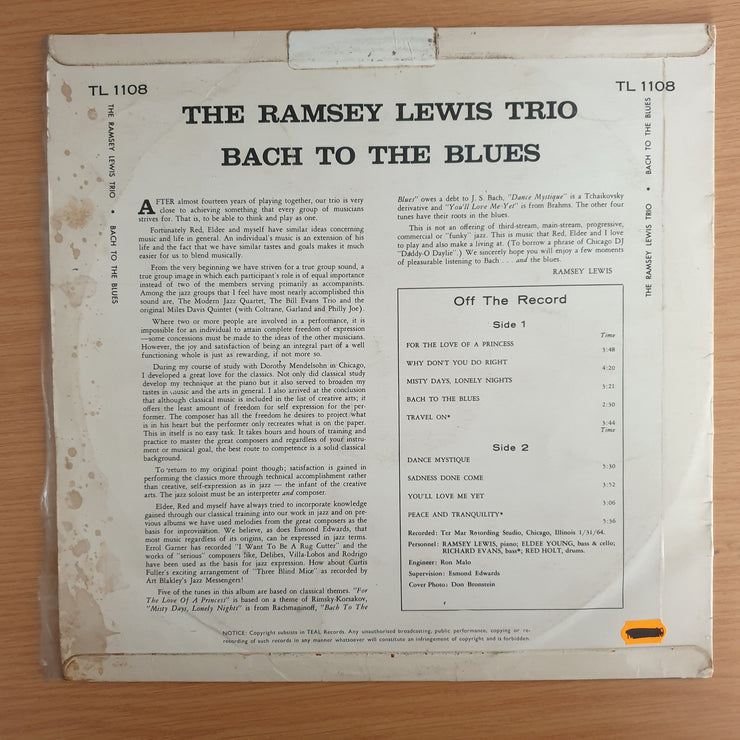 TL 1108
TL 1108
THE RAMSEY LEWIS TRIO
BACH TO THE BLUES
THE RAMSEY LEWIS TRIO • BACH TO THE BLUES
AFTER almost fourteen years of playing together, our trio is very
close to achieving something that every group of musicians
strives for. That is, to be able to think and play as one.
Fortunately Red, Eldee and myself have similar ideas concerning
music and life in general. An individual's music is an extension of his
life and the fact that we have similar tastes and goals makes it much
easier for us to blend musically.
From the very beginning we have striven for a true group sound, a
true group image in which each participant's role is of equal importance
instead of two of the members serving primarily as accompanists.
Among the jazz groups that I feel have most nearly accomplished this
sound are, The Modern Jazz Quartet, The Bill Evans Trio and the
original Miles Davis Quintet (with Coltrane, Garland and Philly Joe).
Where two or more people are involved in a performance, it is
impossible for an individual to attain complete freedom of expression
—some concessions must be made to the ideas of the other musicians.
However, the joy and satisfaction of being an integral part of a well
functioning whole is just as rewarding, if not more so.
During my course of study with Dorothy Mendelsohn in Chicago,
I developed a great love for the classics. Not only did classical study
develop my technique at the piano but it also served to broaden my
tastes in music and the arts in general. I also arrived at the conclusion
that although classical music is included in the list of creative arts; it
offers the least amount of freedom for self expression for the per-
former. The composer has all the freedom he desires to project what
is in his heart but the performer only recreates what is on the paper.
This in itself is no easy task. It takes hours and hours of training and
practice to master the great composers and regardless of your instru-
ment or musical goal, the best route to competence is a solid classical
background.
To return to my original point though; satisfaction is gained in
performing the classics more through technical accomplishment rather
than creative, self-expression as in jazz — the infant of the creative
arts. The jazz soloist must be an interpreter and composer.
Eldee, Red and myself have always tried to incorporate knowledge
gained through our classical training into our work in jazz and on pre-
vious albums we have used melodies from the great composers as the
basis for improvisation. We believe, as does Esmond Edwards, that
most music regardless of its origins, can be expressed in jazz terms.
Errol Garner has recorded "I Want To Be A Rug Cutter" and the
works of "serious" composers like, Delibes, Villa-Lobos and Rodrigo
have been used as the basis for jazz expression. How about Curtis
Fuller's exciting arrangement of "Three Blind Mice" as recorded by
Art Blakley's Jazz Messengers!
Five of the tunes in this album are based on classical themes. "For
The Love Of A Princess" is based on a theme of Rimsky-Korsakov,
"Misty Days, Lonely Nights" is from Rachmaninoff, "Bach To The
Blues" owes a debt to J. S. Bach, "Dance Mystique" is a Tchaikovsky
derivative and "You'll Love Me Yet" is from Brahms. The other four
tunes have their roots in the blues.
This is not an offering of third-stream, main-stream, progressive,
commercial or "funky" jazz. This is music that Red, Eldee and I love
to play and also make a living at. (To borrow a phrase of Chicago DJ
"Daddy-O Daylie".) We sincerely hope you will enjoy a few moments
of pleasurable listening to Bach . . . and the blues.
RAMSEY LEWIS
Off The Record
Side 1
Time
FOR THE LOVE OF A PRINCESS 3:48
WHY DON'T YOU DO RIGHT 4:20
MISTY DAYS, LONELY NIGHTS 3:21
BACH TO THE BLUES 2:30
TRAVEL ON* 3:44
Time
Side 2
DANCE MYSTIQUE 3:30
SADNESS DONE COME 3:52
YOU'LL LOVE ME YET 3:06
PEACE AND TRANQUILITY* 5:36
Recorded: Ter Mar Recording Studio, Chicago, Illinois 1/31/64.
Personnel: RAMSEY LEWIS, piano; ELDEE YOUNG, bass & cello;
RICHARD EVANS, bass*; RED HOLT, drums.
Engineer: Ron Malo
Supervision: Esmond Edwards
Cover Photo: Don Bronstein
THE RAMSEY LEWIS TRIO • BACH TO THE BLUES
NOTICE: Copyright subsists in TEAL Records. Any unauthorised broadcasting, public performance, copying or re-
recording of such records in any manner whatsoever will constitute an infringement of copyright and is forbidden.